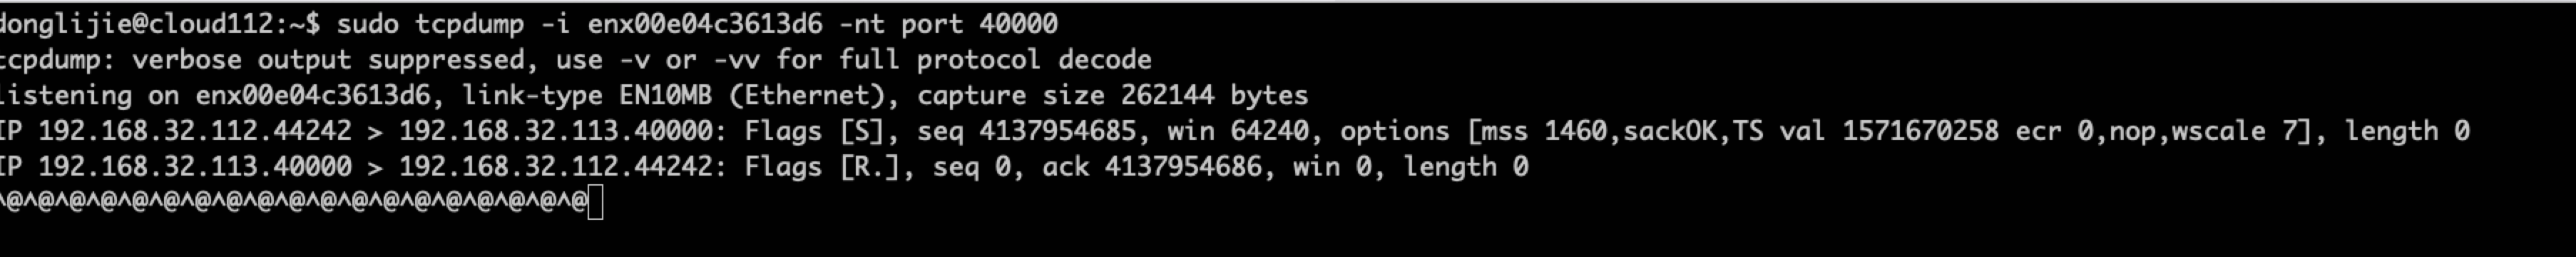 donglijie@cloud112:~$ sudo tcpdump -i enx00e04c3613d6 -nt port 40000
tcpdump: verbose output suppressed, use -v or -vv for full protocol decode
listening on enx00e04c3613d6, link-type EN10MB (Ethernet), capture size 262144 bytes
IP 192.168.32.112.44242 > 192.168.32.113.40000: Flags [S], seq 4137954685, win 64240, options [mss 1460,sackOK,TS val 1571670258 ecr 0,nop,wscale 7], length 0
IP 192.168.32.113.40000 > 192.168.32.112.44242: Flags [R.], seq 0, ack 4137954686, win 0, length 0
^@^@^@^@^@^@^@^@^@^@^@^@^@^@^@^@^@^@^@